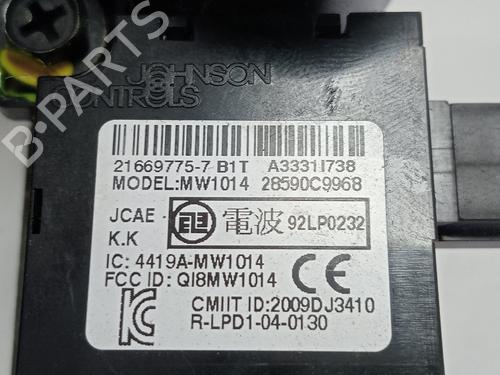 JOHNSON
CONTROLS
21669775-7 B1T A3331I738
MODEL:MW1014 28590C9968
JCAE
K.K
電波 92LP0232
IC: 4419A-MW1014
FCC ID: QI8MW1014
CE
CMIIT ID:2009DJ3410
R-LPD1-04-0130
B-PARTS